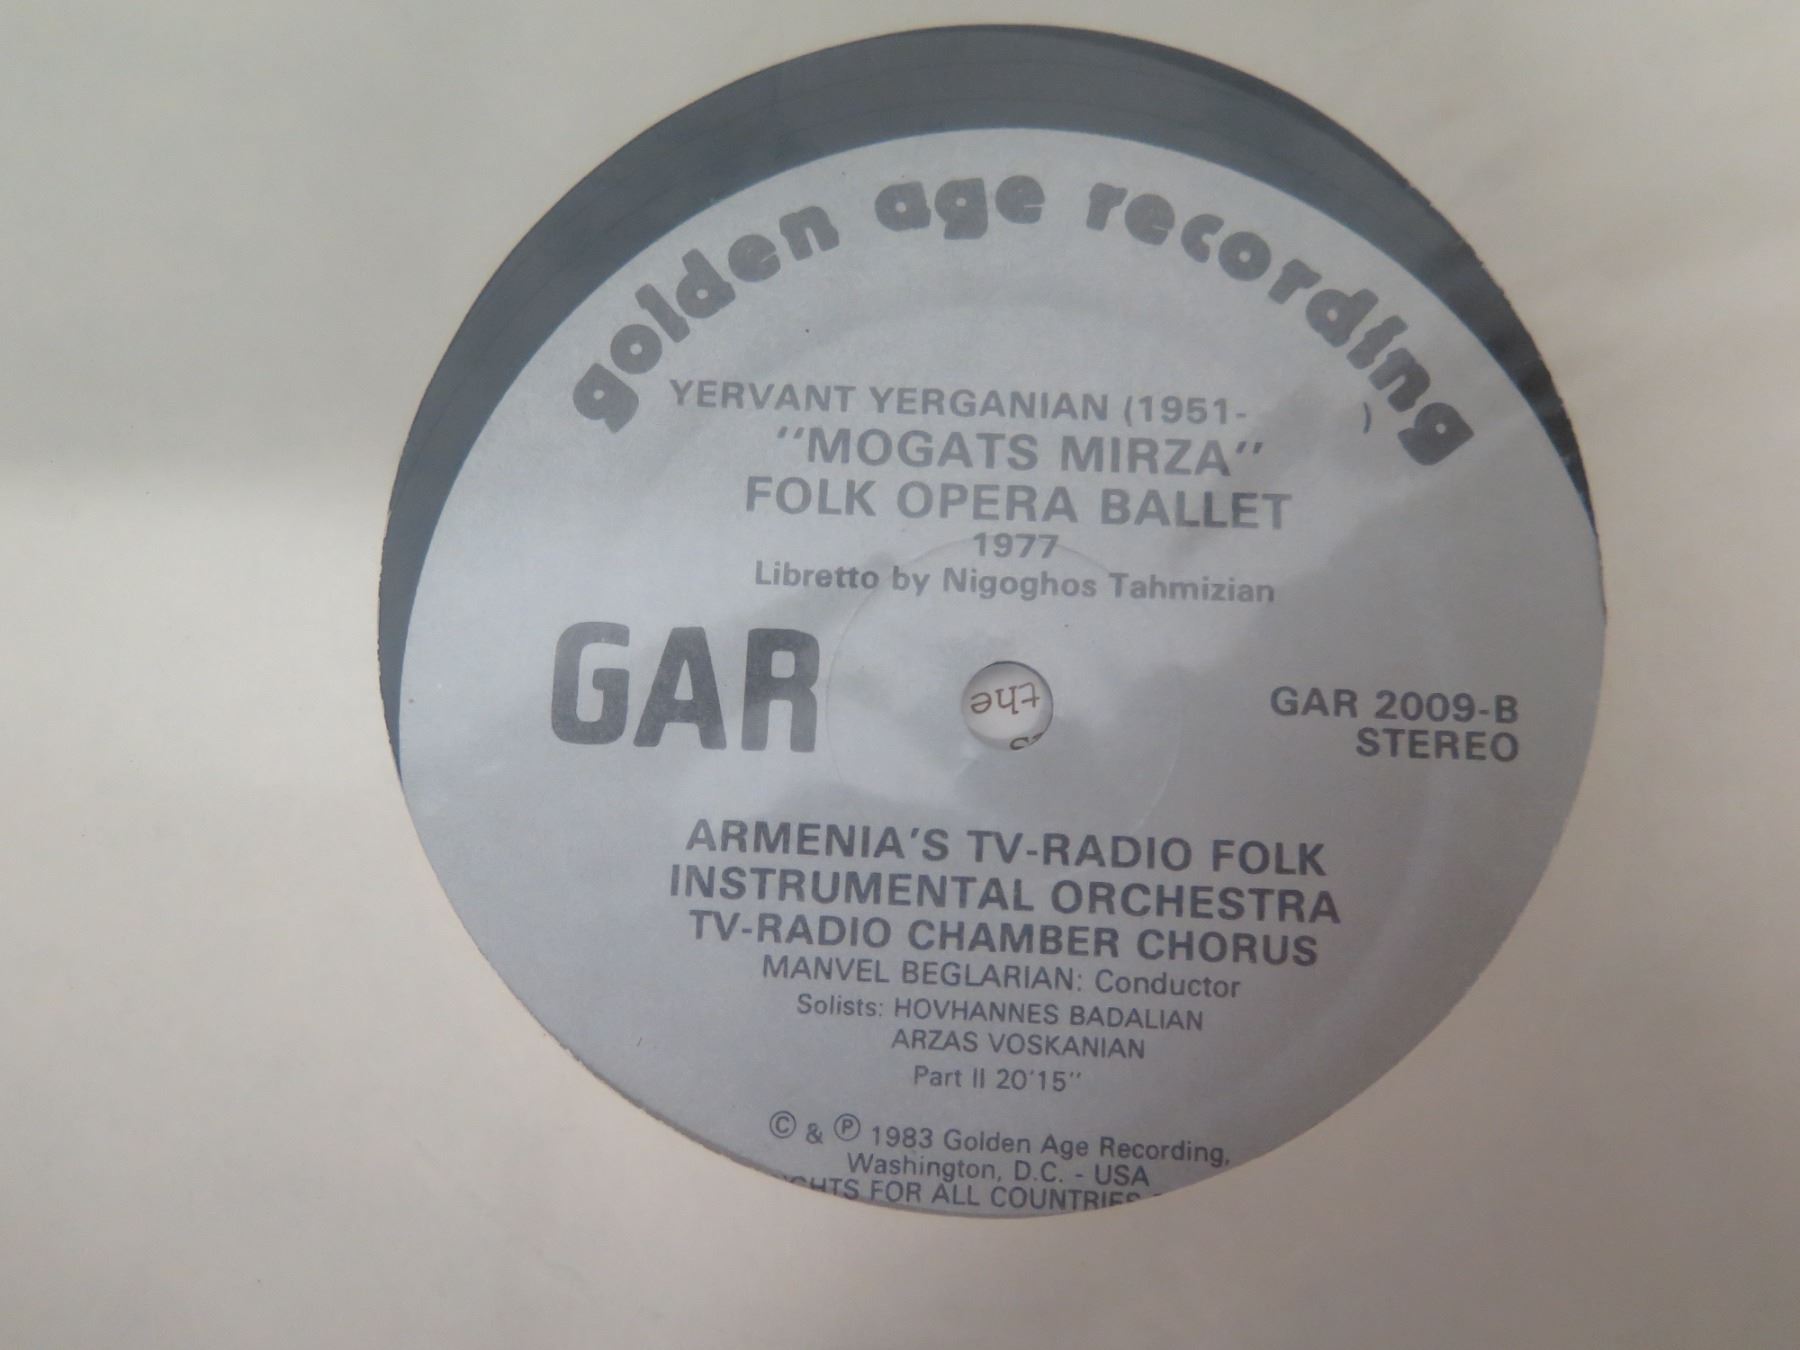 golden age recording
YERVANT YERGANIAN (1951- )
"MOGATS MIRZA"
FOLK OPERA BALLET
1977
Libretto by Nigoghos Tahmizian
GAR
the
GAR 2009-B
STEREO
ARMENIA'S TV-RADIO FOLK
INSTRUMENTAL ORCHESTRA
TV-RADIO CHAMBER CHORUS
MANVEL BEGLARIAN: Conductor
Solists: HOVHANNES BADALIAN
ARZAS VOSKANIAN
Part II 20'15"
© & ℗ 1983 Golden Age Recording,
Washington, D.C. - USA
FOR ALL COUNTRIES